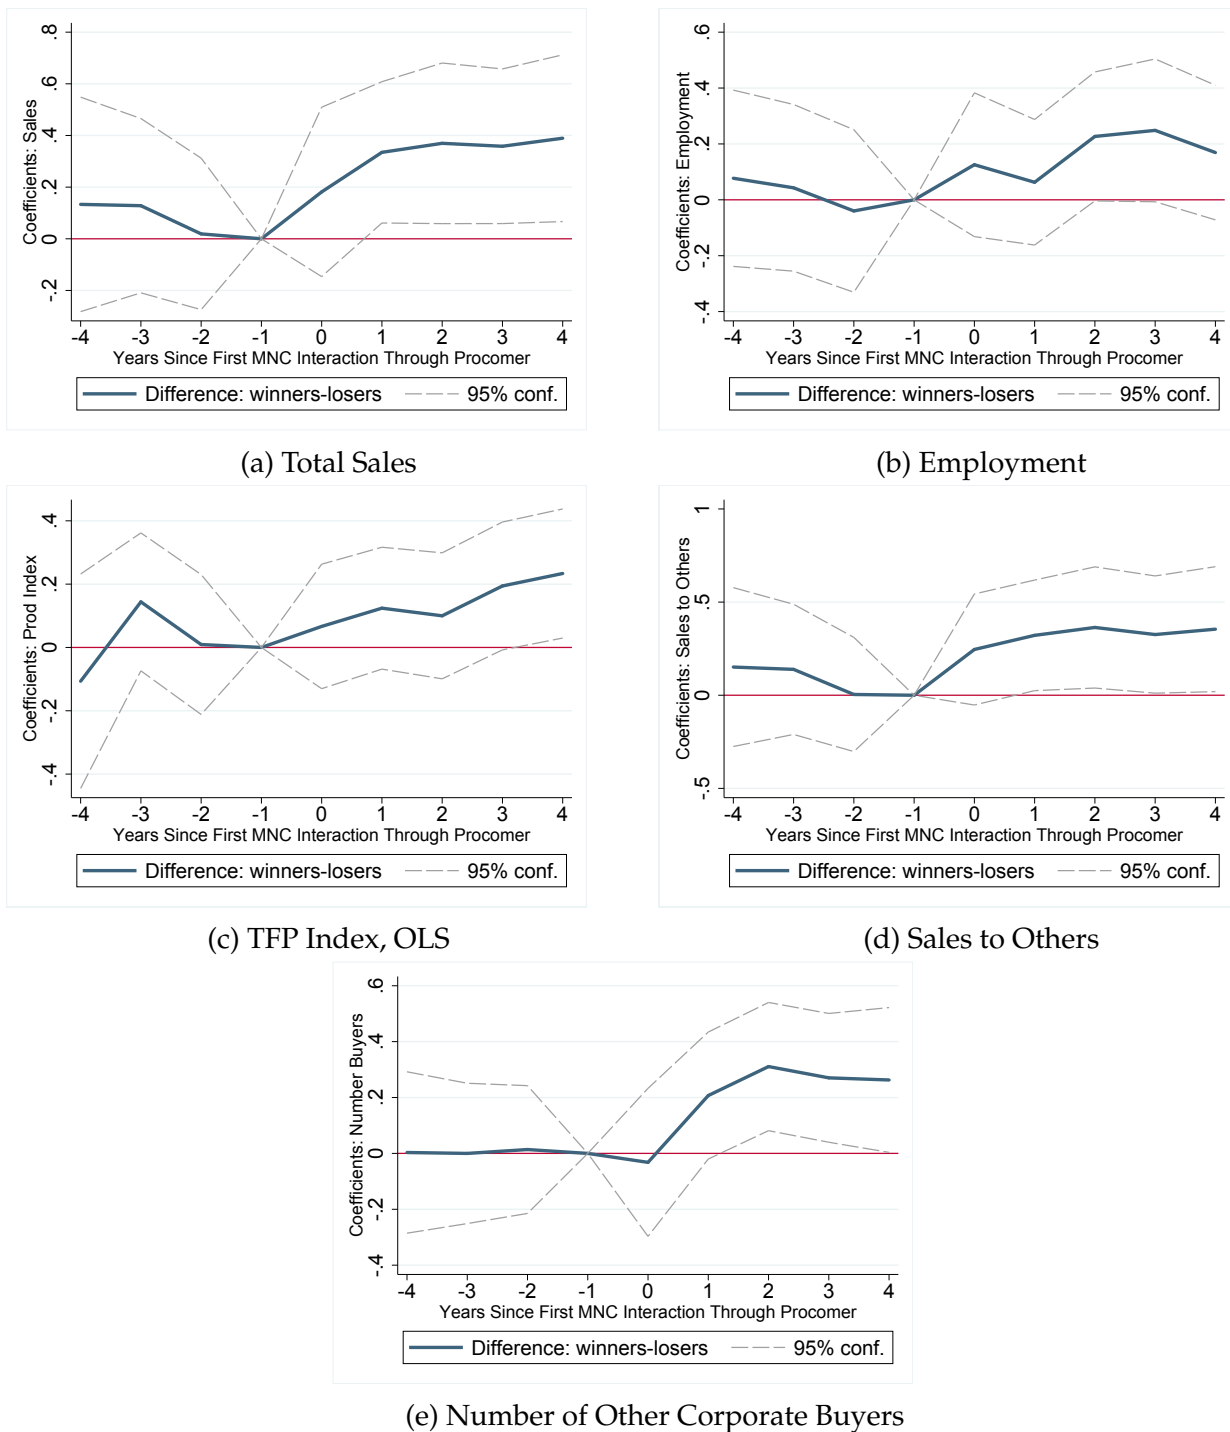 Coefficients: Sales
-.2 0 .2 .4 .6 .8
-4 -3 -2 -1 0 1 2 3 4
Years Since First MNC Interaction Through Procomer
Difference: winners-losers 95% conf.
(a) Total Sales
Coefficients: Employment
-.4 -.2 0 .2 .4 .6
-4 -3 -2 -1 0 1 2 3 4
Years Since First MNC Interaction Through Procomer
Difference: winners-losers 95% conf.
(b) Employment
Coefficients: Prod Index
-.4 -.2 0 .2 .4
-4 -3 -2 -1 0 1 2 3 4
Years Since First MNC Interaction Through Procomer
Difference: winners-losers 95% conf.
(c) TFP Index, OLS
Coefficients: Sales to Others
-.5 0 .5 1
-4 -3 -2 -1 0 1 2 3 4
Years Since First MNC Interaction Through Procomer
Difference: winners-losers 95% conf.
(d) Sales to Others
Coefficients: Number Buyers
-.4 -.2 0 .2 .4 .6
-4 -3 -2 -1 0 1 2 3 4
Years Since First MNC Interaction Through Procomer
Difference: winners-losers 95% conf.
(e) Number of Other Corporate Buyers